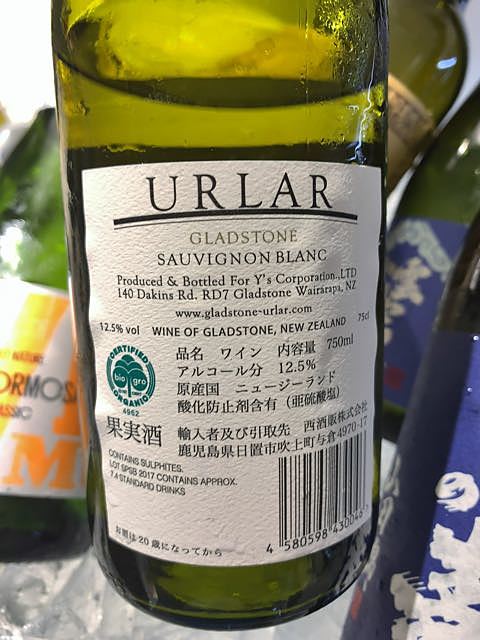 URLAR
GLADSTONE
SAUVIGNON BLANC
Produced & Bottled For Y's Corporation.,LTD
140 Dakins Rd. RD7 Gladstone Wairarapa, NZ
www.gladstone-urlar.com
12.5% vol WINE OF GLADSTONE, NEW ZEALAND 75cl
CERTIFIED
bio gro
ORGANIC
4962
品名 ワイン 内容量 750ml
アルコール分 12.5%
原産国 ニュージーランド
酸化防止剤含有(亜硫酸塩)
果実酒
輸入者及び引取先 西酒販株式会社
鹿児島県日置市吹上町与倉4970-17
CONTAINS SULPHITES.
LOT SPSB 2017 CONTAINS APPROX.
7.4 STANDARD DRINKS
お酒は20歳になってから
4 580598 430046